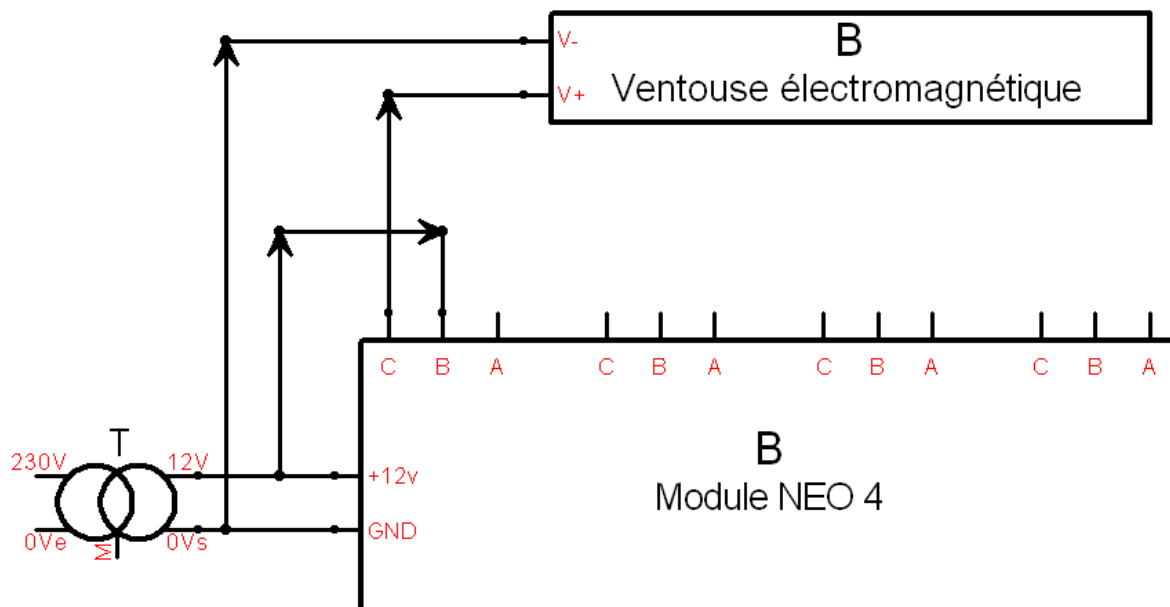 B
V-
Ventouse électromagnétique
V+
C B A C B A C B A C B A
T
B
230V 12V +12v
Module NEO 4
0Ve M 0Vs GND